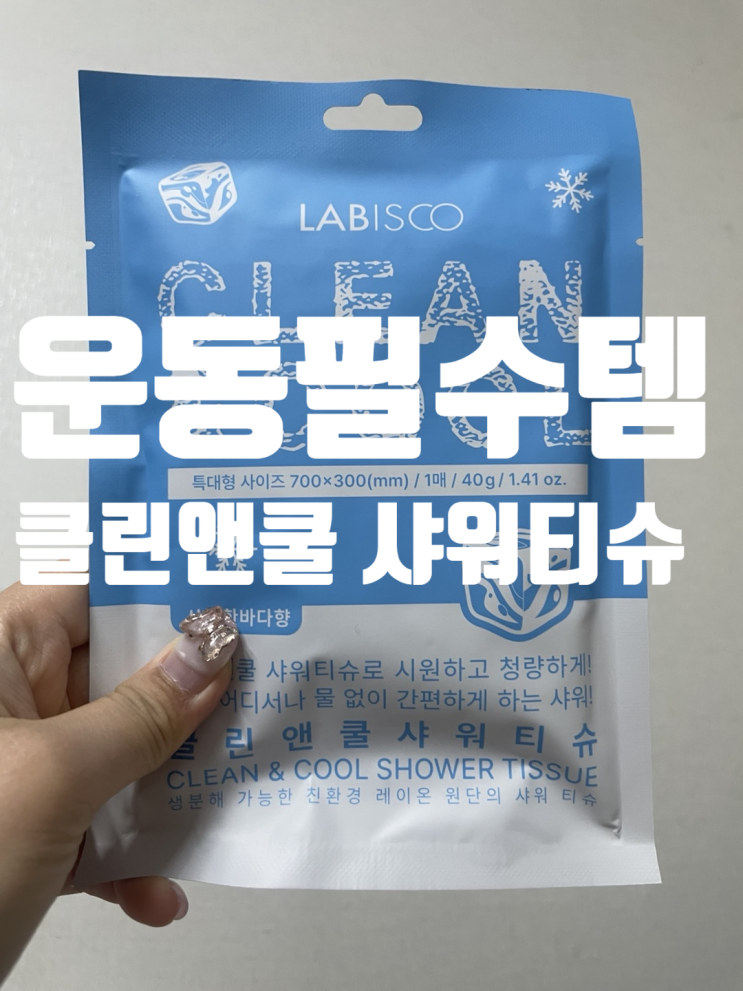 LABISCO
CLEAN
운동필수템
특대형 사이즈 700×300(mm) / 1매 / 40g / 1.41 oz.
클린앤쿨 샤워티슈
바다향
샤워티슈로 시원하고 청량하게!
어디서나 물 없이 간편하게 하는 샤워!
클린앤쿨샤워티슈
CLEAN & COOL SHOWER TISSUE
생분해 가능한 친환경 레이온 원단의 샤워 티슈